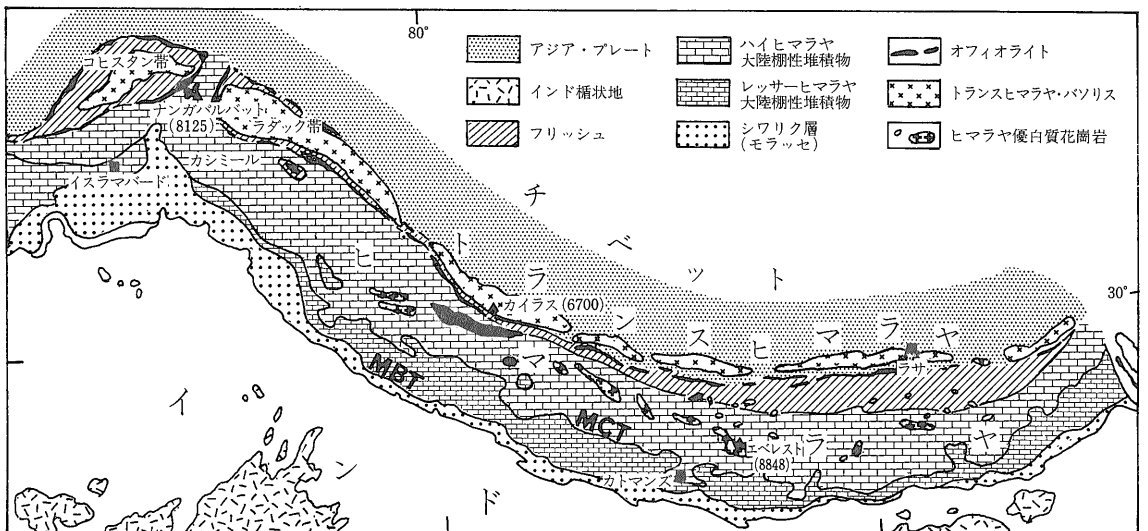 80°
アジア・プレート
インド楯状地
フリッシュ
ハイヒマラヤ
大陸棚性堆積物
レッサーヒマラヤ
大陸棚性堆積物
シワリク層
(モラッセ)
オフィオライト
トランスヒマラヤ・バソリス
ヒマラヤ優白質花崗岩
コヒスタン帯
ナンガパルバット
(8125)
ラダック帯
カシミール
イスラマバード
チベット
トランスヒマラヤ
30°
カイラス(6700)
ラサ
ヒマラヤ
MBT
MCT
エベレスト
(8848)
カトマンズ
インド